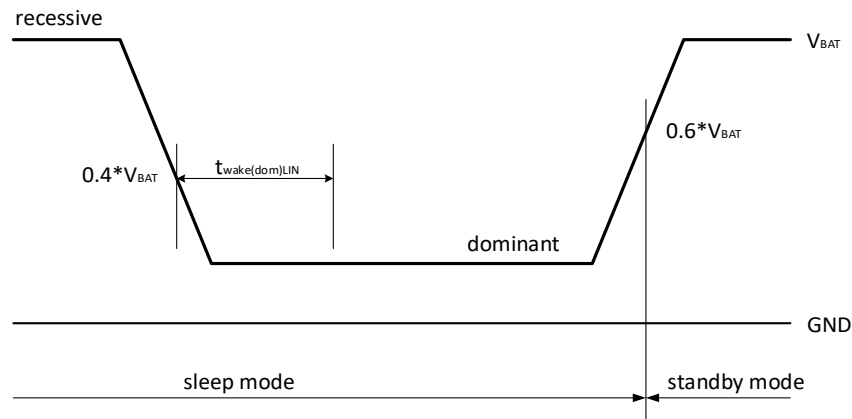 recessive
VBAT
0.6*VBAT
0.4*VBAT
twake(dom)LIN
dominant
GND
sleep mode
standby mode